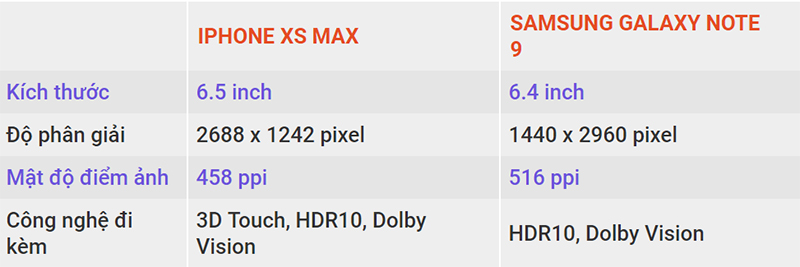 IPHONE XS MAX
SAMSUNG GALAXY NOTE
9
Kích thước
6.5 inch
6.4 inch
Độ phân giải
2688 x 1242 pixel
1440 x 2960 pixel
Mật độ điểm ảnh
458 ppi
516 ppi
Công nghệ đi
kèm
3D Touch, HDR10, Dolby
Vision
HDR10, Dolby Vision